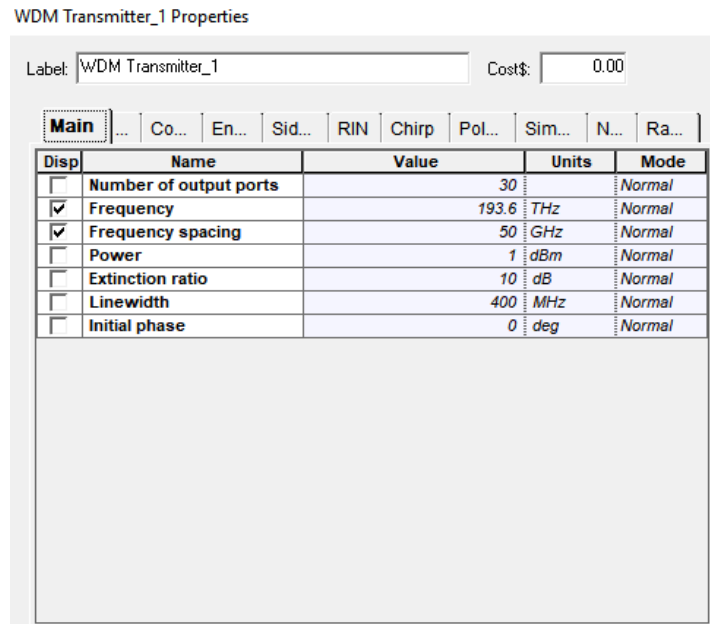 WDM Transmitter_1 Properties
Label: WDM Transmitter_1 Cost$: 0.00
Main ... Co... En... Sid... RIN Chirp Pol... Sim... N... Ra...
Disp Name Value Units Mode
Number of output ports 30 Normal
Frequency 193.6 THz Normal
Frequency spacing 50 GHz Normal
Power 1 dBm Normal
Extinction ratio 10 dB Normal
Linewidth 400 MHz Normal
Initial phase 0 deg Normal